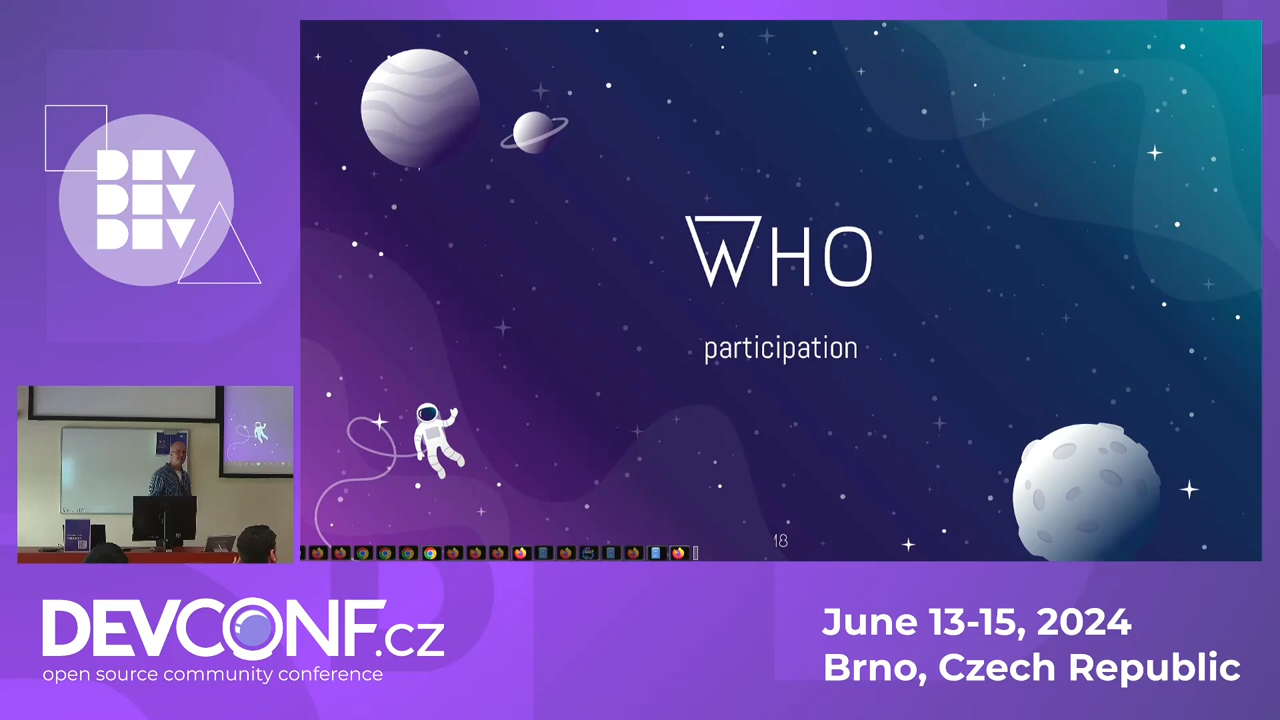 DEV
DEV
DEV
WHO
participation
18
DEVCONF.cz
open source community conference
June 13-15, 2024
Brno, Czech Republic